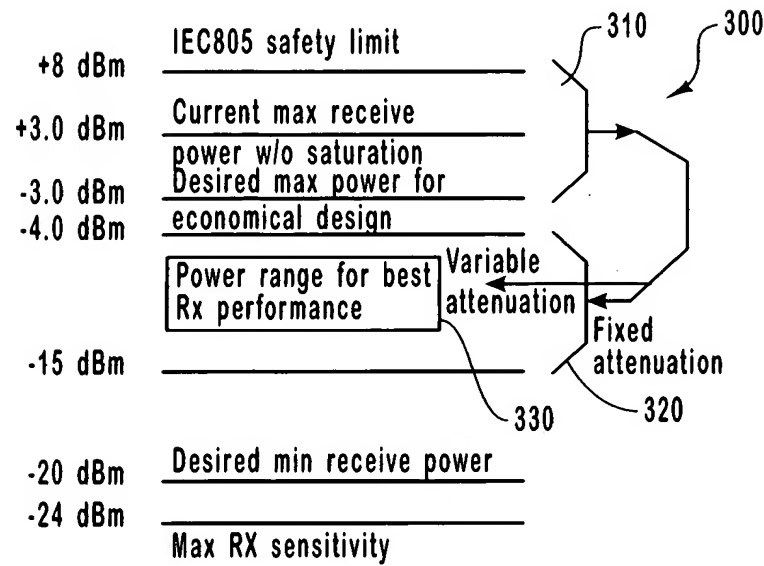 IEC805 safety limit
310
300
+8 dBm
Current max receive
+3.0 dBm
power w/o saturation
-3.0 dBm
Desired max power for
-4.0 dBm
economical design
Power range for best
Rx performance
Variable
attenuation
Fixed
attenuation
-15 dBm
320
330
Desired min receive power
-20 dBm
-24 dBm
Max RX sensitivity